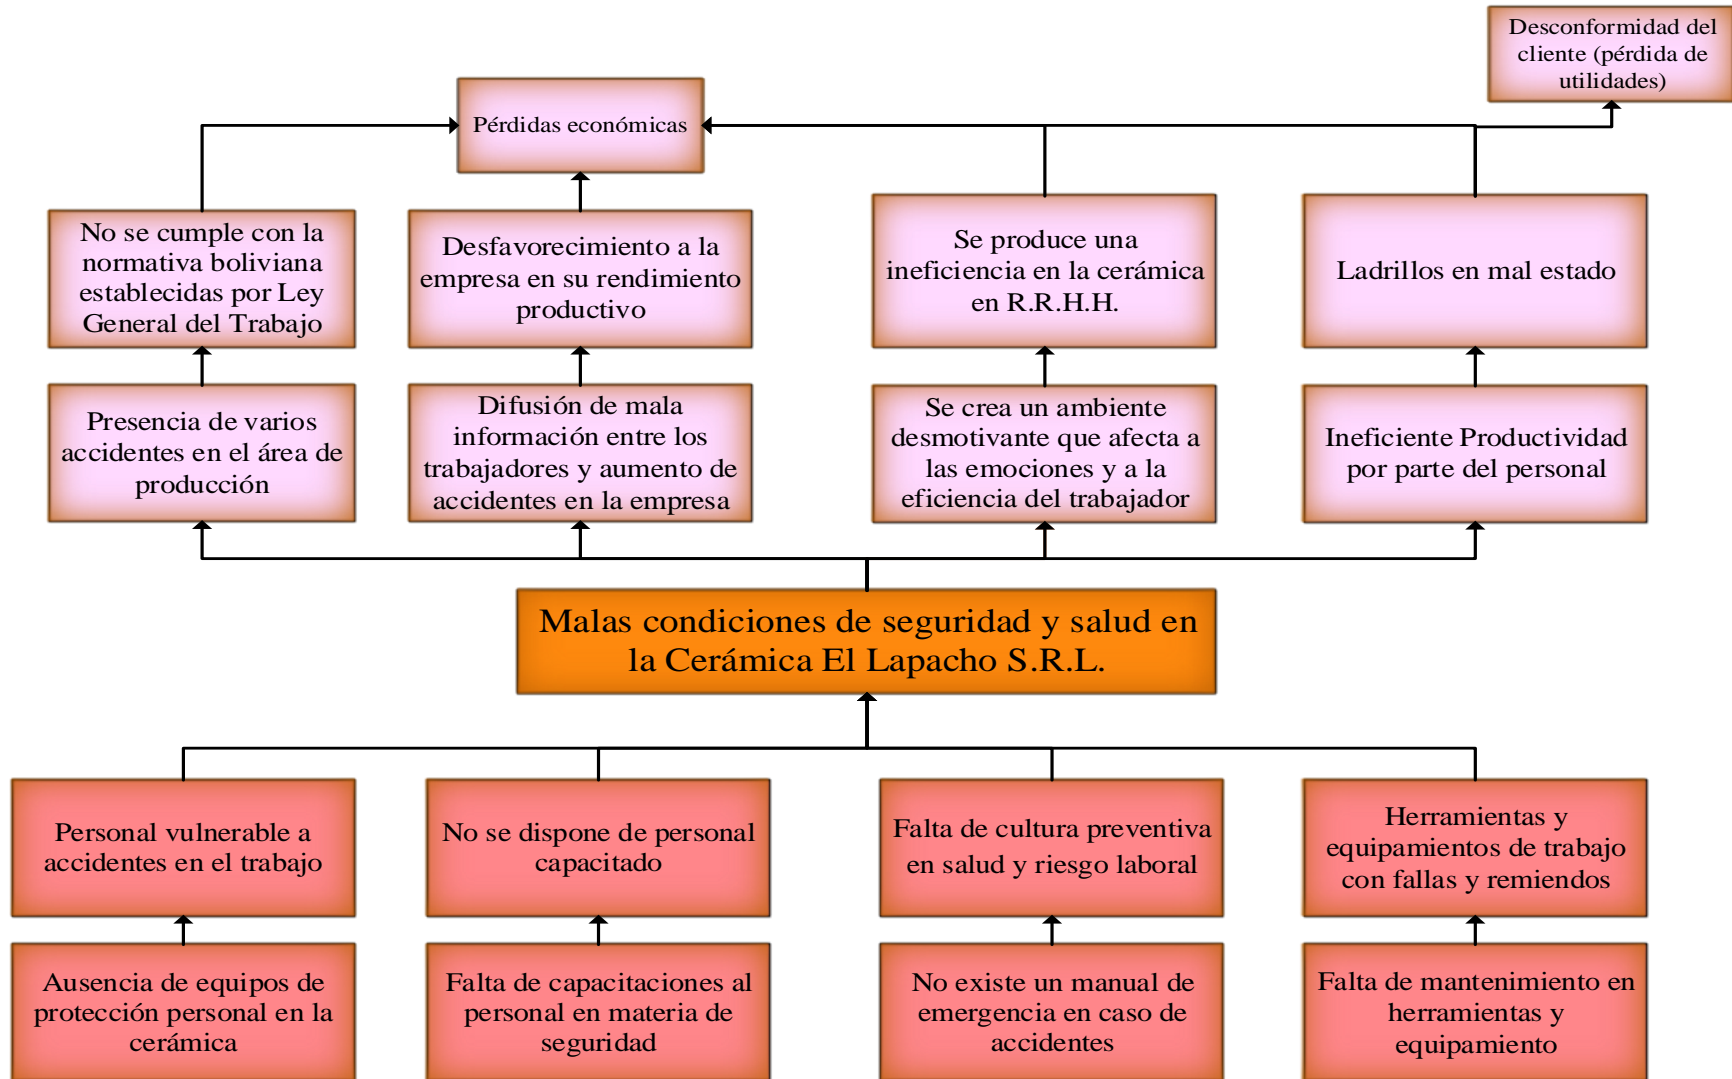 Desconformidad del
cliente (pérdida de
utilidades)
Pérdidas económicas
No se cumple con la
normativa boliviana
establecidas por Ley
General del Trabajo
Desfavorecimiento a la
empresa en su rendimiento
productivo
Se produce una
ineficiencia en la cerámica
en R.R.H.H.
Ladrillos en mal estado
Presencia de varios
accidentes en el área de
producción
Difusión de mala
información entre los
trabajadores y aumento de
accidentes en la empresa
Se crea un ambiente
desmotivante que afecta a
las emociones y a la
eficiencia del trabajador
Ineficiente Productividad
por parte del personal
Malas condiciones de seguridad y salud en
la Cerámica El Lapacho S.R.L.
Personal vulnerable a
accidentes en el trabajo
No se dispone de personal
capacitado
Falta de cultura preventiva
en salud y riesgo laboral
Herramientas y
equipamientos de trabajo
con fallas y remiendos
Ausencia de equipos de
protección personal en la
cerámica
Falta de capacitaciones al
personal en materia de
seguridad
No existe un manual de
emergencia en caso de
accidentes
Falta de mantenimiento en
herramientas y
equipamiento